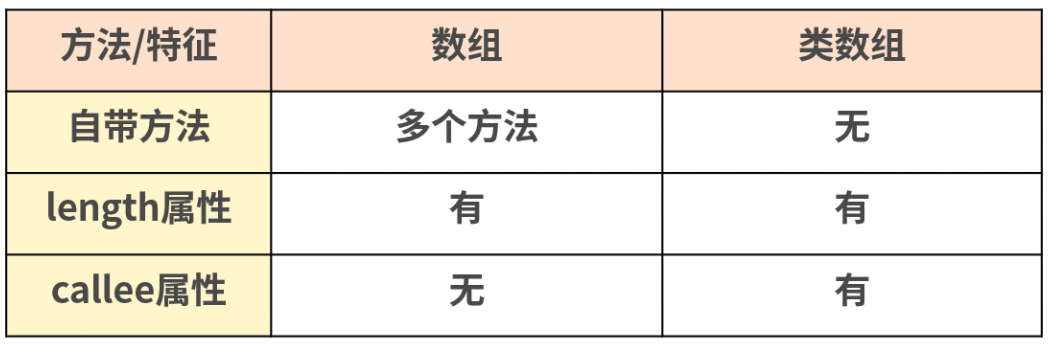 方法/特征 数组 类数组
自带方法 多个方法 无
length属性 有 有
callee属性 无 有